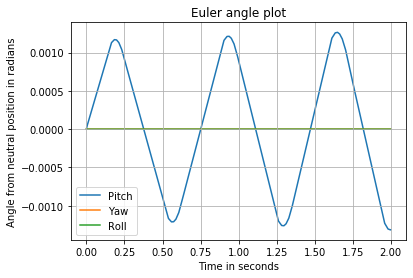 Euler angle plot
Angle from neutral position in radians
0.0010
0.0005
0.0000
−0.0005
−0.0010
Pitch
Yaw
Roll
0.00 0.25 0.50 0.75 1.00 1.25 1.50 1.75 2.00
Time in seconds